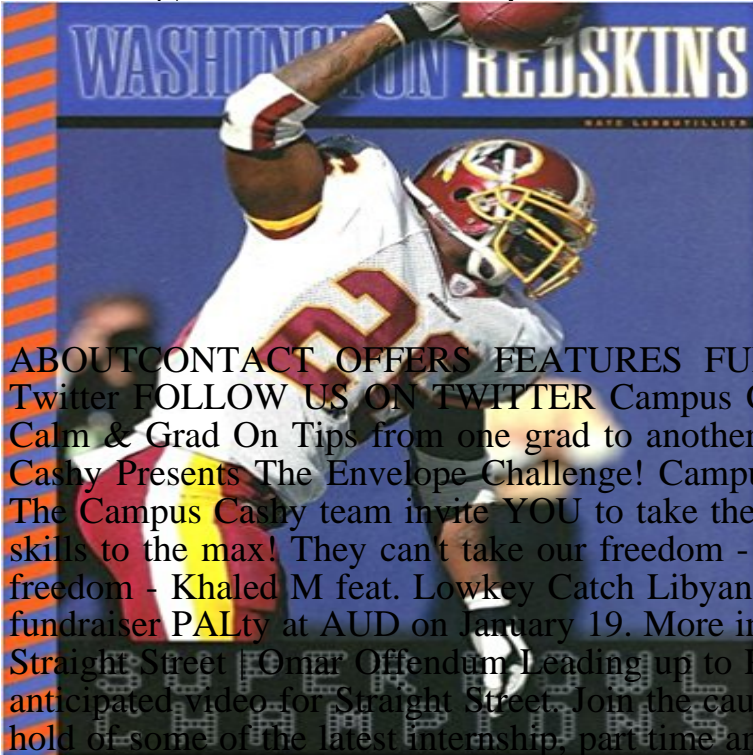 WASHINGTON REDSKINS
NATE LEBOUTILLIER
ABOUTCONTACT OFFERS FEATURES FU
Twitter FOLLOW US ON TWITTER Campus
Calm & Grad On Tips from one grad to another
Cashy Presents The Envelope Challenge! Campu
The Campus Cashy team invite YOU to take the
skills to the max! They can't take our freedom -
freedom - Khaled M feat. Lowkey Catch Libyan
fundraiser PALty at AUD on January 19. More in
Straight Street | Omar Offendum Leading up to
SUPER BOWL
anticipated video for Straight Street. Join the cau
CHAMPIONS
hold of some of the latest internship, part time a